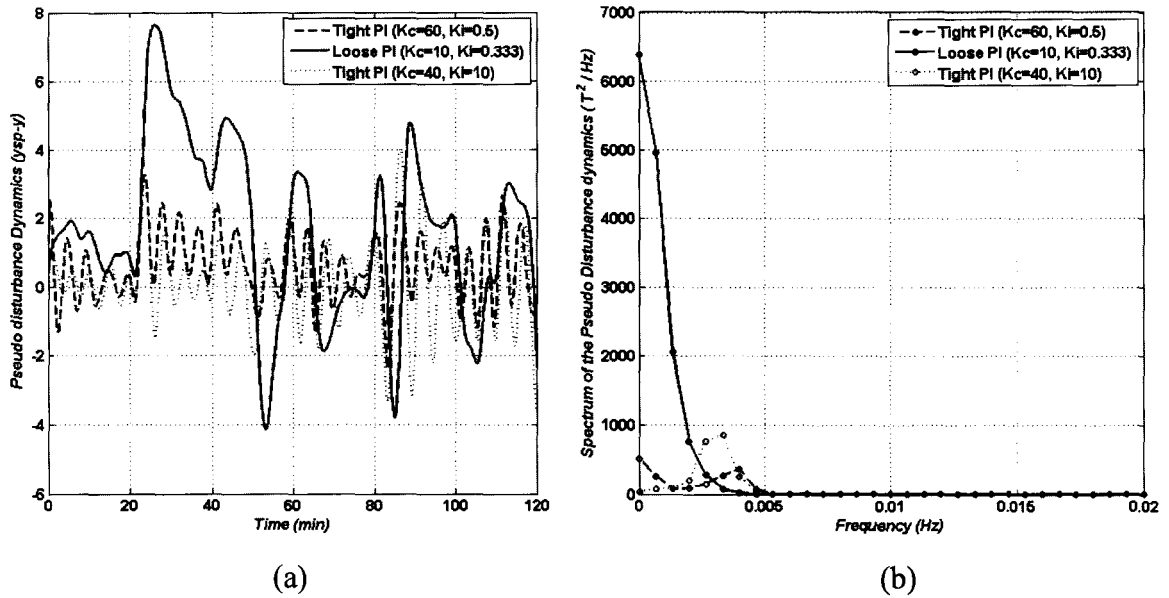 Pseudo disturbance Dynamics (ysp-y)
8
6
4
2
0
-2
-4
-6
Tight PI (Kc=60, Ki=0.5)
Loose PI (Kc=10, Ki=0.333)
Tight PI (Kc=40, Ki=10)
0 20 40 60 80 100 120
Time (min)
(a)
Spectrum of the Pseudo Disturbance dynamics (T^2 / Hz)
7000
6000
5000
4000
3000
2000
1000
0
Tight PI (Kc=60, Ki=0.5)
Loose PI (Kc=10, Ki=0.333)
Tight PI (Kc=40, Ki=10)
0 0.005 0.01 0.015 0.02
Frequency (Hz)
(b)